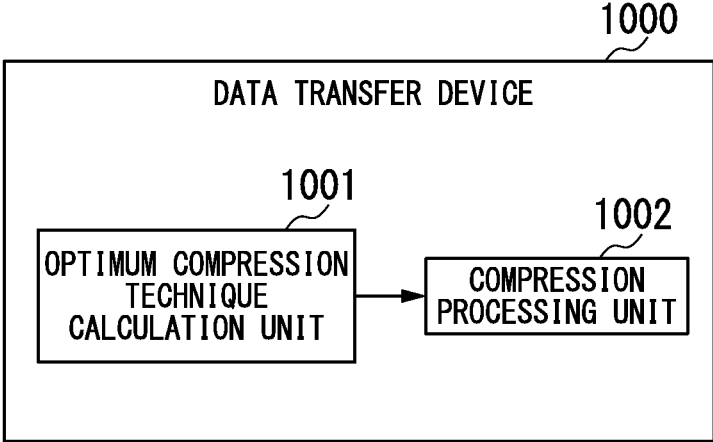 1000
DATA TRANSFER DEVICE
1001
OPTIMUM COMPRESSION
TECHNIQUE
CALCULATION UNIT
1002
COMPRESSION
PROCESSING UNIT